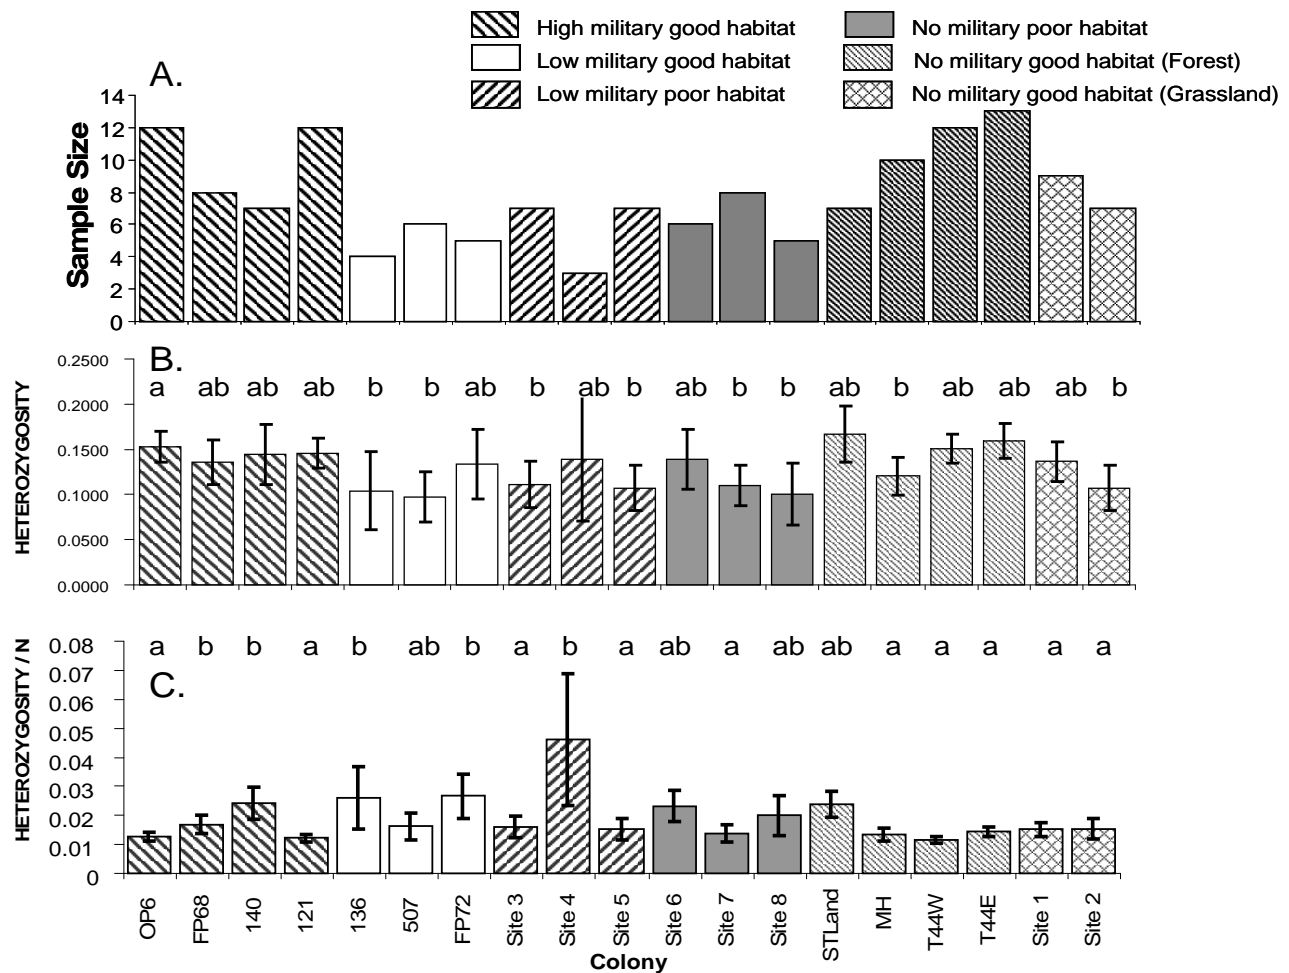 High military good habitat
No military poor habitat
Low military good habitat
No military good habitat (Forest)
Low military poor habitat
No military good habitat (Grassland)
A.
Sample Size
14
12
10
8
6
4
2
0
B.
HETEROZYGOSITY
0.2500
0.2000
0.1500
0.1000
0.0500
0.0000
a ab ab ab b b ab b ab b ab b b ab b ab ab ab b
C.
HETEROZYGOSITY / N
0.08
0.07
0.06
0.05
0.04
0.03
0.02
0.01
0
a b b a b ab b a b a ab a ab ab a a a a a
OP6 FP68 140 121 136 507 FP72 Site 3 Site 4 Site 5 Site 6 Site 7 Site 8 STLand MH T44W T44E Site 1 Site 2
Colony